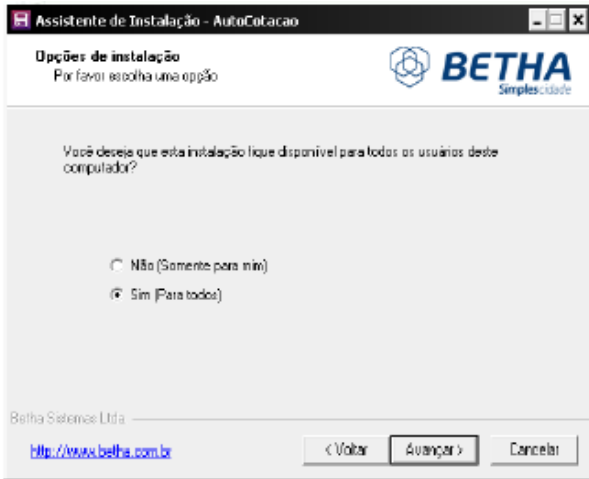 Assistente de Instalação - AutoCotacao
Opções de instalação
Por favor escolha uma opção
BETHA
Simplescidade
Você deseja que esta instalação fique disponível para todos os usuários deste
computador?
Não (Somente para mim)
Sim (Para todos)
Betha Sistemas Ltda
http://www.betha.com.br
< Voltar
Avançar >
Cancelar